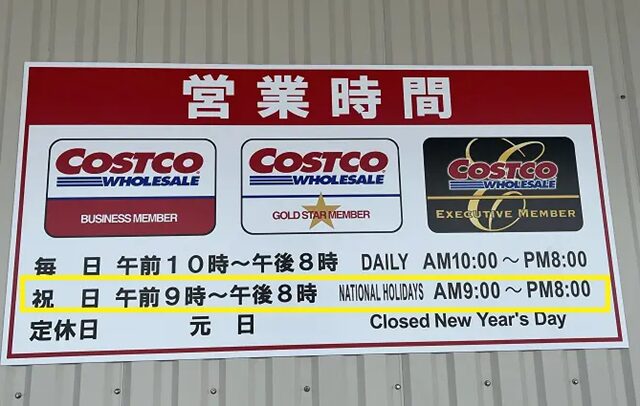 営業時間
COSTCO WHOLESALE BUSINESS MEMBER
COSTCO WHOLESALE GOLD STAR MEMBER
COSTCO WHOLESALE EXECUTIVE MEMBER
毎 日 午前10時～午後8時 DAILY AM10:00～PM8:00
祝 日 午前9時～午後8時 NATIONAL HOLIDAYS AM9:00～PM8:00
定休日 元 日 Closed New Year's Day